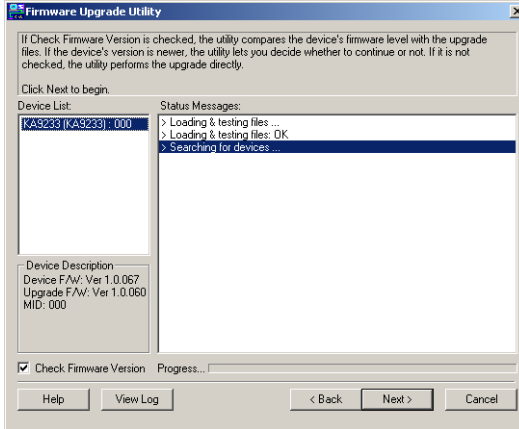 Firmware Upgrade Utility
If Check Firmware Version is checked, the utility compares the device's firmware level with the upgrade
files. If the device's version is newer, the utility lets you decide whether to continue or not. If it is not
checked, the utility performs the upgrade directly.
Click Next to begin.
Device List:
Status Messages:
KA9233 (KA9233) : 000
> Loading & testing files ...
> Loading & testing files: OK
> Searching for devices ...
Device Description
Device F/W: Ver 1.0.067
Upgrade F/W: Ver 1.0.060
MID: 000
Check Firmware Version
Progress...
Help
View Log
< Back
Next >
Cancel